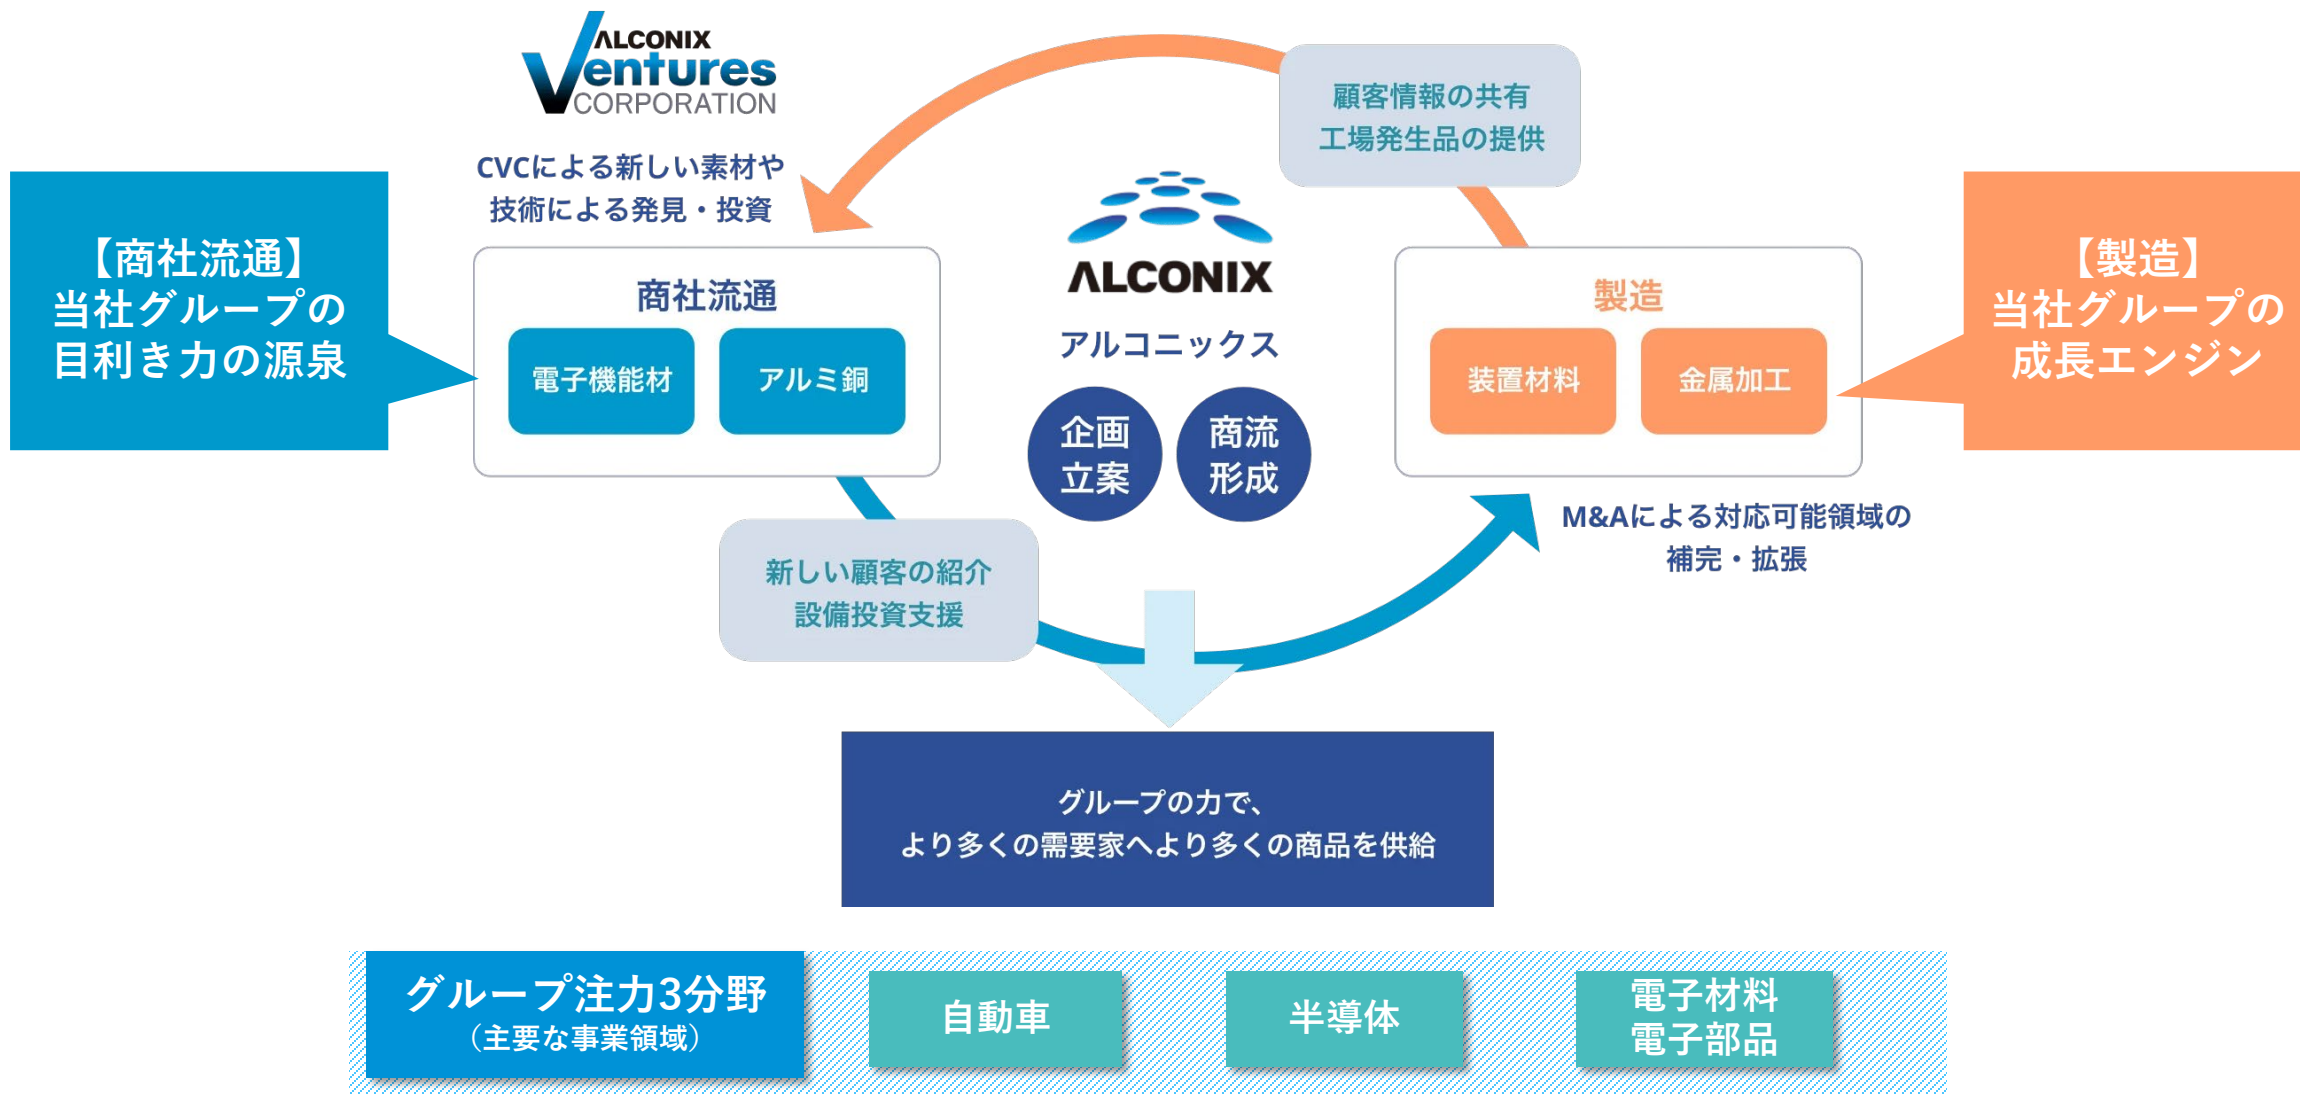 ALCONIX
Ventures
CORPORATION
CVCによる新しい素材や
技術による発見・投資
顧客情報の共有
工場発生品の提供
【商社流通】
当社グループの
目利き力の源泉
商社流通
電子機能材
アルミ銅
ALCONIX
アルコニックス
企画
立案
商流
形成
製造
装置材料
金属加工
【製造】
当社グループの
成長エンジン
新しい顧客の紹介
設備投資支援
M&Aによる対応可能領域の
補完・拡張
グループの力で、
より多くの需要家へより多くの商品を供給
グループ注力3分野
（主要な事業領域）
自動車
半導体
電子材料
電子部品